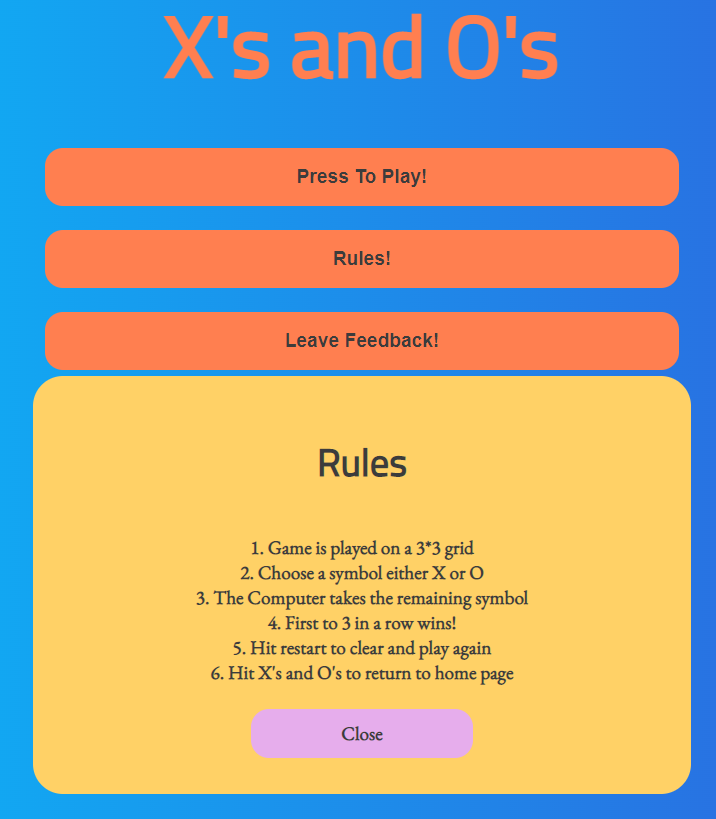 X's and O's
Press To Play!
Rules!
Leave Feedback!
Rules
1. Game is played on a 3*3 grid
2. Choose a symbol either X or O
3. The Computer takes the remaining symbol
4. First to 3 in a row wins!
5. Hit restart to clear and play again
6. Hit X's and O's to return to home page
Close